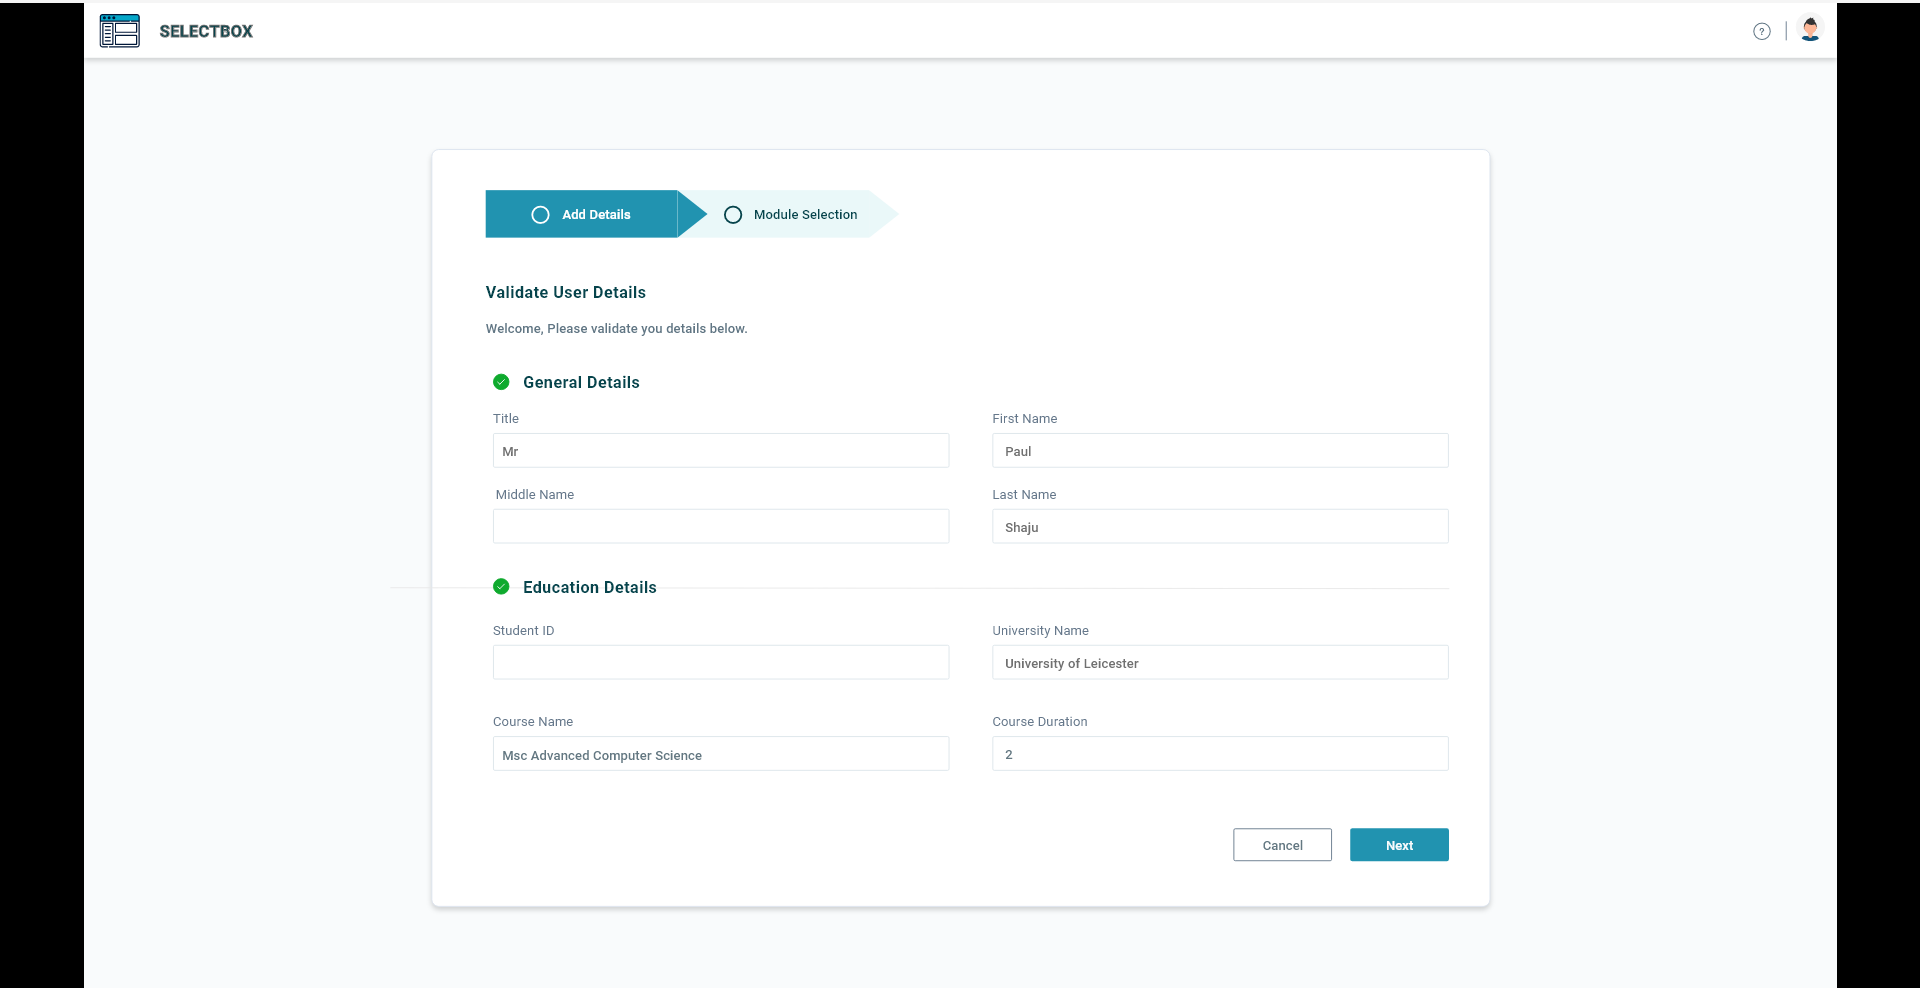 SELECTBOX
?
Add Details
Module Selection
Validate User Details
Welcome, Please validate you details below.
General Details
Title
First Name
Mr
Paul
Middle Name
Last Name
Shaju
Education Details
Student ID
University Name
University of Leicester
Course Name
Course Duration
Msc Advanced Computer Science
2
Cancel
Next